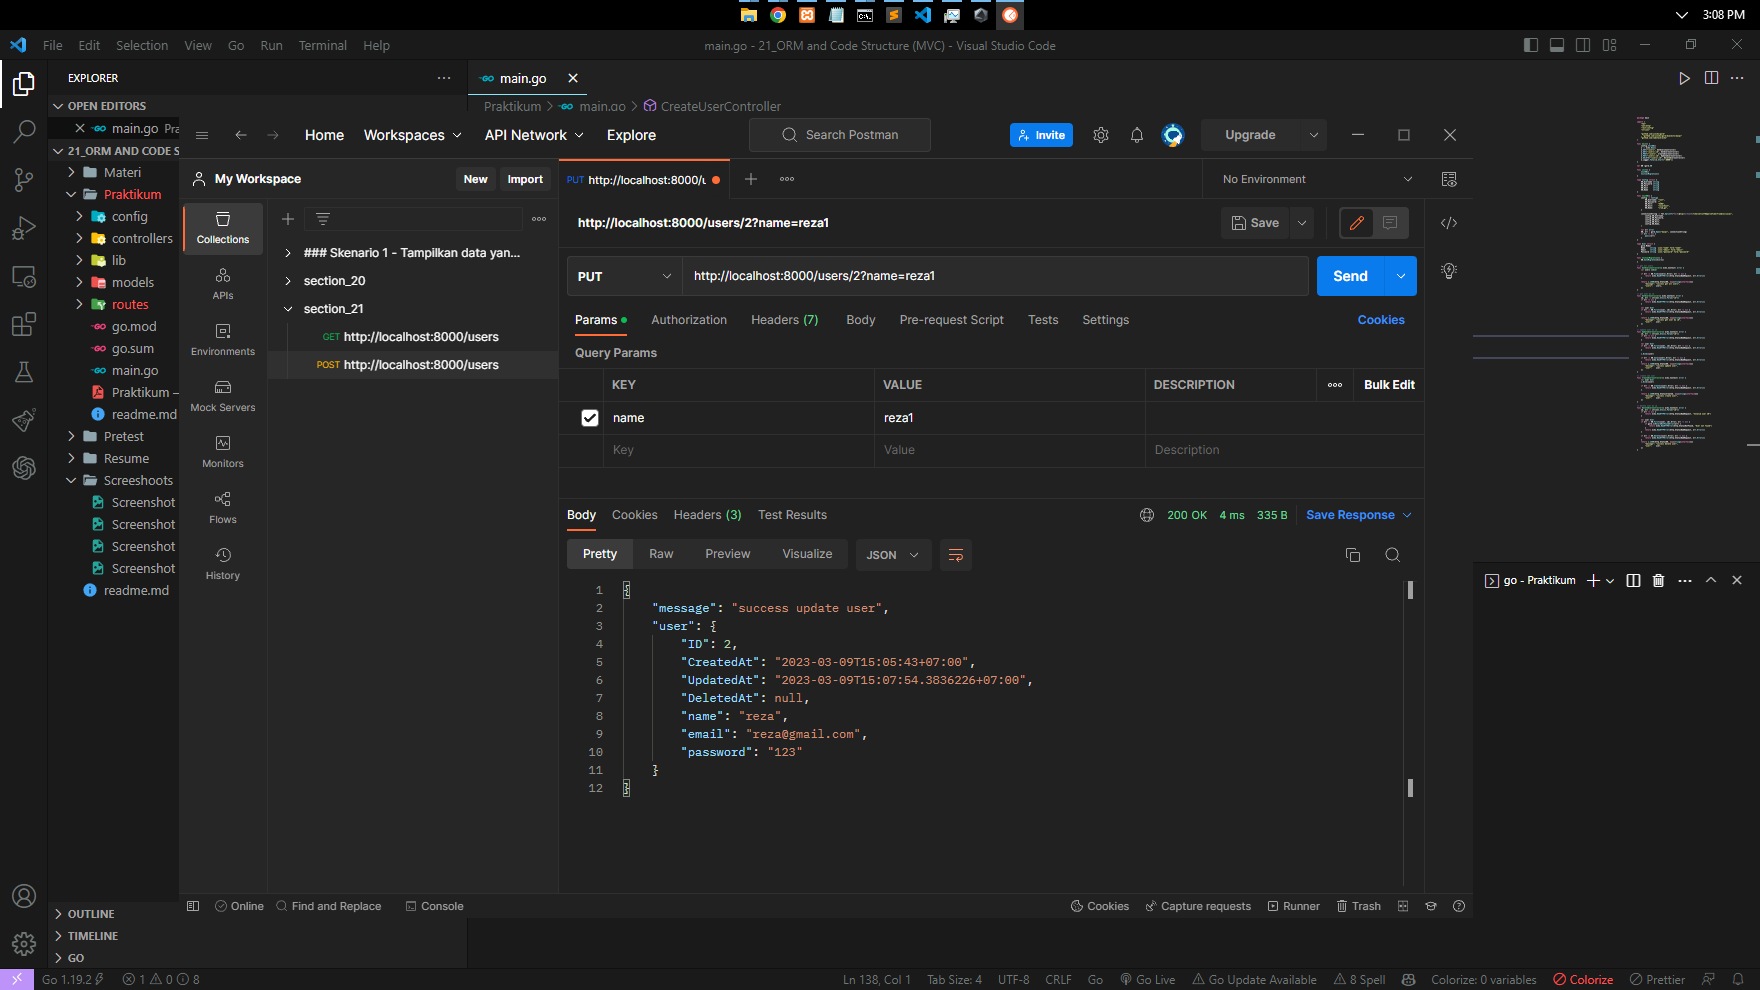 3:08 PM
File Edit Selection View Go Run Terminal Help
main.go - 21_ORM and Code Structure (MVC) - Visual Studio Code
EXPLORER
main.go
OPEN EDITORS
Praktikum > main.go > CreateUserController
main.go Pra
21_ORM AND CODE S
Materi
Praktikum
config
controllers
lib
models
routes
go.mod
go.sum
main.go
Praktikum –
readme.md
Pretest
Resume
Screeshoots
Screenshot
Screenshot
Screenshot
Screenshot
readme.md
OUTLINE
TIMELINE
GO
Home Workspaces API Network Explore
Search Postman
Invite
Upgrade
My Workspace
New Import
PUT http://localhost:8000/u
No Environment
Collections
APIs
Environments
Mock Servers
Monitors
Flows
History
### Skenario 1 - Tampilkan data yan...
section_20
section_21
GET http://localhost:8000/users
POST http://localhost:8000/users
http://localhost:8000/users/2?name=reza1
Save
PUT http://localhost:8000/users/2?name=reza1
Send
Params Authorization Headers (7) Body Pre-request Script Tests Settings Cookies
Query Params
KEY VALUE DESCRIPTION Bulk Edit
name reza1
Key Value Description
Body Cookies Headers (3) Test Results
200 OK 4 ms 335 B Save Response
Pretty Raw Preview Visualize JSON
1 {
2 "message": "success update user",
3 "user": {
4 "ID": 2,
5 "CreatedAt": "2023-03-09T15:05:43+07:00",
6 "UpdatedAt": "2023-03-09T15:07:54.3836226+07:00",
7 "DeletedAt": null,
8 "name": "reza",
9 "email": "reza@gmail.com",
10 "password": "123"
11 }
12 }
go - Praktikum
Online Find and Replace Console
Cookies Capture requests Runner Trash
Go 1.19.2 1 0 8
Ln 138, Col 1 Tab Size: 4 UTF-8 CRLF Go Go Live Go Update Available 8 Spell Colorize: 0 variables Colorize Prettier